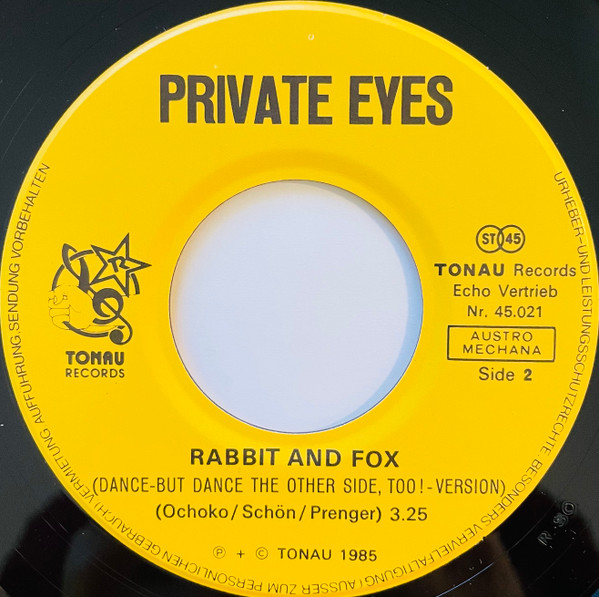 PRIVATE EYES
ST 45
TONAU Records
Echo Vertrieb
Nr. 45.021
AUSTRO
MECHANA
Side 2
R
TONAU
RECORDS
RABBIT AND FOX
(DANCE-BUT DANCE THE OTHER SIDE, TOO!-VERSION)
(Ochoko/Schön/Prenger) 3.25
Ⓟ + © TONAU 1985
URHEBER-UND LEISTUNGSSCHUTZRECHTE BESONDERS VERVIELFÄLTIGUNG (AUSSER ZUM PERSÖNLICHEN GEBRAUCH) VERMIETUNG AUFFÜHRUNG.SENDUNG VORBEHALTEN